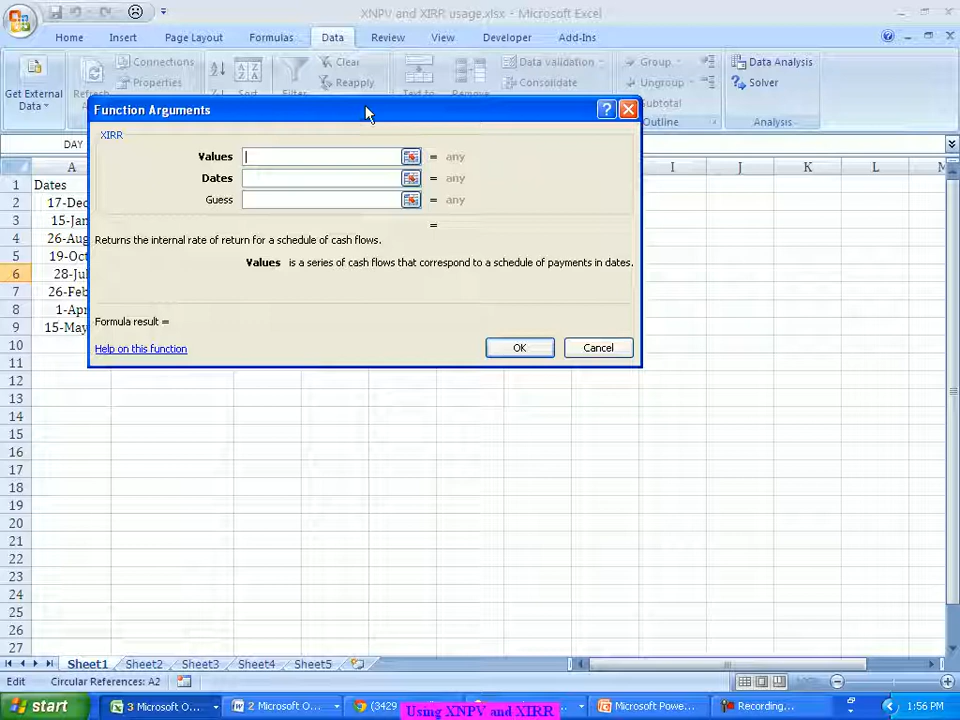 XNPV and XIRR usage.xlsx - Microsoft Excel
Home Insert Page Layout Formulas Data Review View Developer Add-Ins
Get External Data
Connections
Properties
Sort
Clear
Reapply
Data validation
Consolidate
Group
Ungroup
Subtotal
Outline
Data Analysis
Solver
Analysis
DAY
Function Arguments
XIRR
Values = any
Dates = any
Guess = any
=
Returns the internal rate of return for a schedule of cash flows.
Values is a series of cash flows that correspond to a schedule of payments in dates.
Formula result =
Help on this function
OK Cancel
A I J K L
1 Dates
2 17-Dec
3 15-Jan
4 26-Aug
5 19-Oct
6 28-Jul
7 26-Feb
8 1-Apr
9 15-May
10
11
12
13
14
15
16
17
18
19
20
21
22
23
24
25
26
27
Sheet1 Sheet2 Sheet3 Sheet4 Sheet5
Edit Circular References: A2
start 3 Microsoft O... 2 Microsoft O... (3429 Microsoft Powe... Recording... 1:56 PM
Using XNPV and XIRR